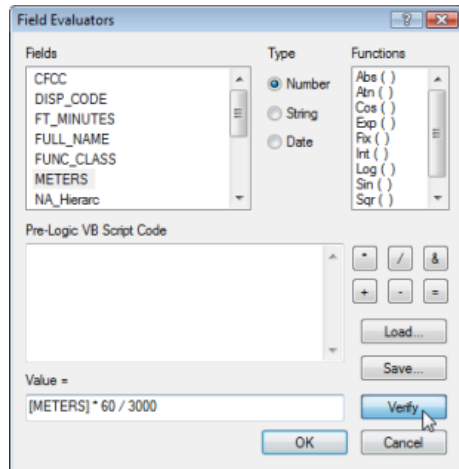 Field Evaluators
Fields
CFCC
DISP_CODE
FT_MINUTES
FULL_NAME
FUNC_CLASS
METERS
NA_Hierarc
Type
Number
String
Date
Functions
Abs ( )
Atn ( )
Cos ( )
Exp ( )
Fix ( )
Int ( )
Log ( )
Sin ( )
Sqr ( )
Pre-Logic VB Script Code
* / &
+ - =
Load...
Save...
Value =
[METERS] * 60 / 3000
Verify
OK Cancel